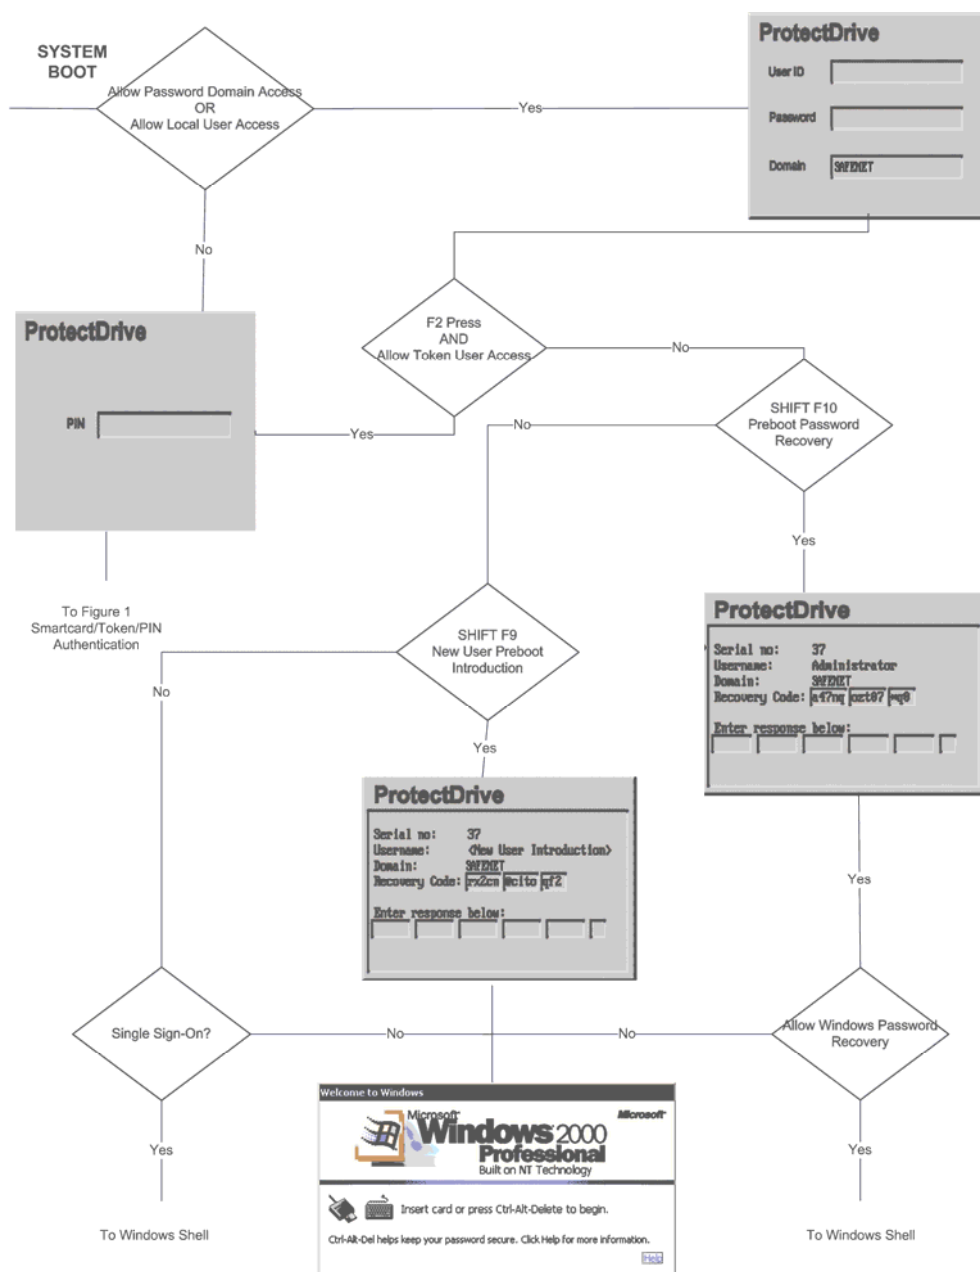 SYSTEM
BOOT
Allow Password Domain Access
OR
Allow Local User Access
Yes
ProtectDrive
User ID
Password
Domain SAFENET
No
ProtectDrive
PIN
F2 Press
AND
Allow Token User Access
No
Yes
SHIFT F10
Preboot Password
Recovery
No
Yes
To Figure 1
Smartcard/Token/PIN
Authentication
SHIFT F9
New User Preboot
Introduction
No
Yes
ProtectDrive
Serial no: 37
Username: Administrator
Domain: SAFENET
Recovery Code: a47nq ozt87
Enter response below:
ProtectDrive
Serial no: 37
Username: <New User Introduction>
Domain: SAFENET
Recovery Code: rx2cn qf2
Enter response below:
Yes
Single Sign-On?
No
No
Allow Windows Password
Recovery
Yes
To Windows Shell
Welcome to Windows
Microsoft
Microsoft
Windows 2000
Professional
Built on NT Technology
Insert card or press Ctrl-Alt-Delete to begin.
Ctrl-Alt-Del helps keep your password secure. Click Help for more information.
Help
Yes
To Windows Shell